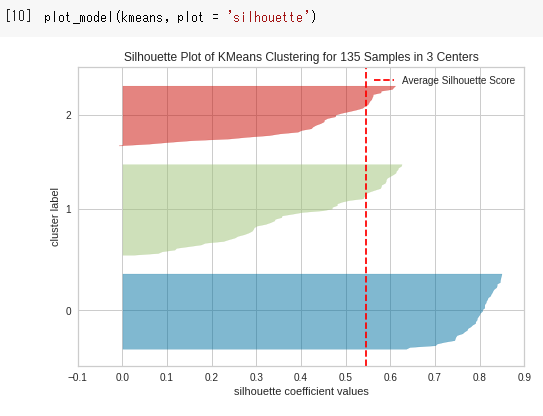 [10] plot_model(kmeans, plot = 'silhouette')
Silhouette Plot of KMeans Clustering for 135 Samples in 3 Centers
Average Silhouette Score
2
1
0
cluster label
−0.1 0.0 0.1 0.2 0.3 0.4 0.5 0.6 0.7 0.8 0.9
silhouette coefficient values